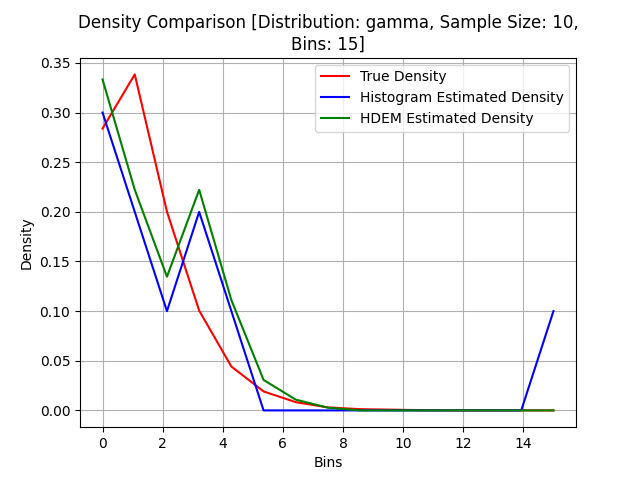 Density Comparison [Distribution: gamma, Sample Size: 10,
Bins: 15]
True Density
Histogram Estimated Density
HDEM Estimated Density
Density
0.35
0.30
0.25
0.20
0.15
0.10
0.05
0.00
0 2 4 6 8 10 12 14
Bins